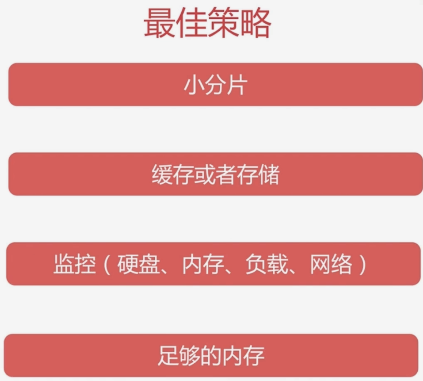 最佳策略
小分片
缓存或者存储
监控（硬盘、内存、负载、网络）
足够的内存